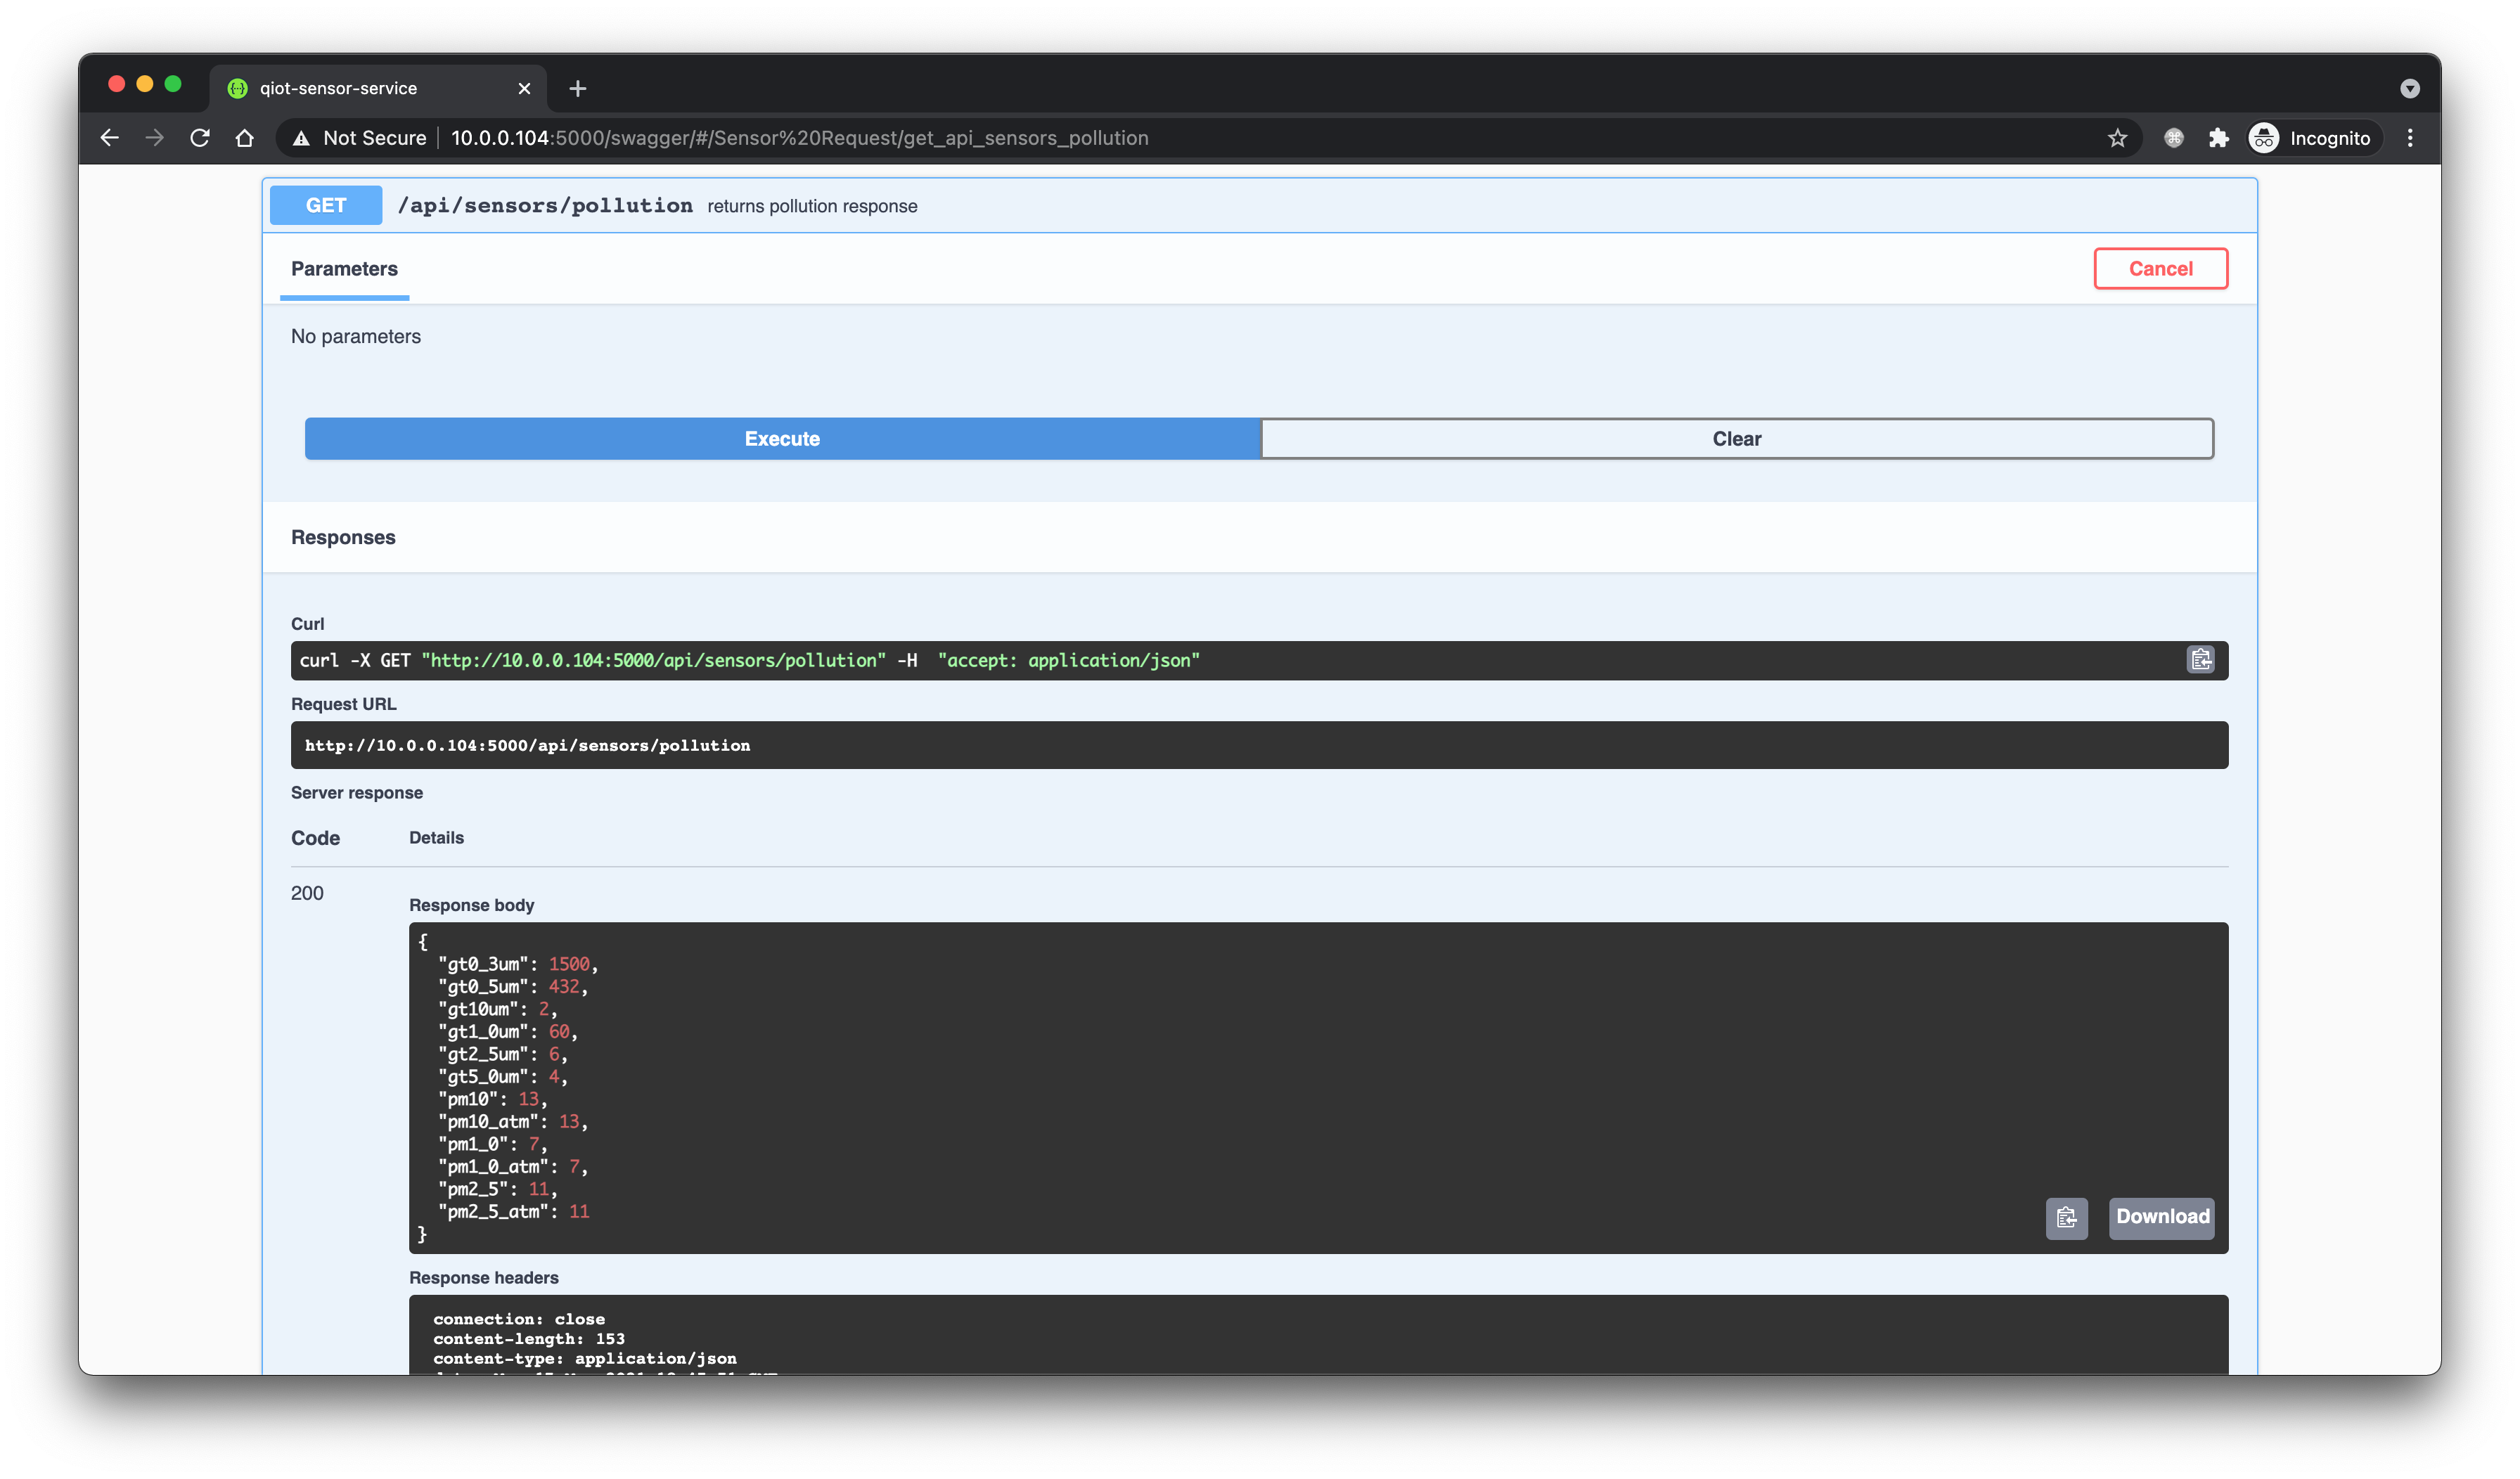 qiot-sensor-service
Not Secure 10.0.0.104:5000/swagger/#/Sensor%20Request/get_api_sensors_pollution Incognito
GET /api/sensors/pollution returns pollution response
Parameters Cancel
No parameters
Execute Clear
Responses
Curl
curl -X GET "http://10.0.0.104:5000/api/sensors/pollution" -H  "accept: application/json"
Request URL
http://10.0.0.104:5000/api/sensors/pollution
Server response
Code Details
200
Response body
{
  "gt0_3um": 1500,
  "gt0_5um": 432,
  "gt10um": 2,
  "gt1_0um": 60,
  "gt2_5um": 6,
  "gt5_0um": 4,
  "pm10": 13,
  "pm10_atm": 13,
  "pm1_0": 7,
  "pm1_0_atm": 7,
  "pm2_5": 11,
  "pm2_5_atm": 11
}
Download
Response headers
connection: close
content-length: 153
content-type: application/json